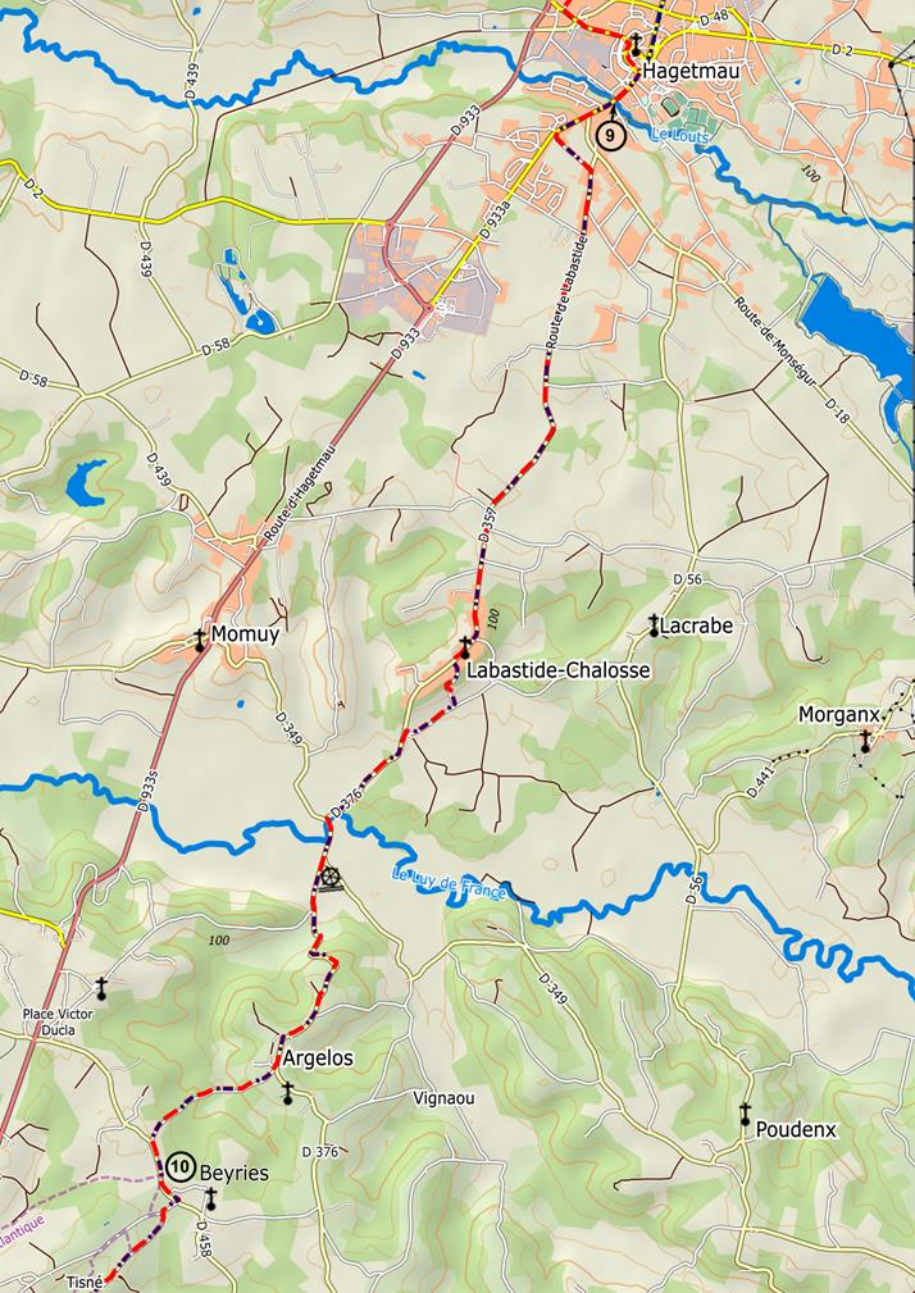 D-48
D-2
Hagetmau
D-439
D-933
9
Le Louts
100
D-2
D-933a
D-439
Route de Labastide
Route-de-Monségur
D-58
D-933
D-58
D-18
D-439
Route d'Hagetmau
D-357
D 56
100
Lacrabe
Momuy
Labastide-Chalosse
Morganx
D-349
D-441
D-933s
D-376
Le Luy de France
D-56
100
D-349
Place Victor
Ducla
Argelos
Vignaou
Poudenx
D 376
10
Beyries
D-458
lantique
Tisné